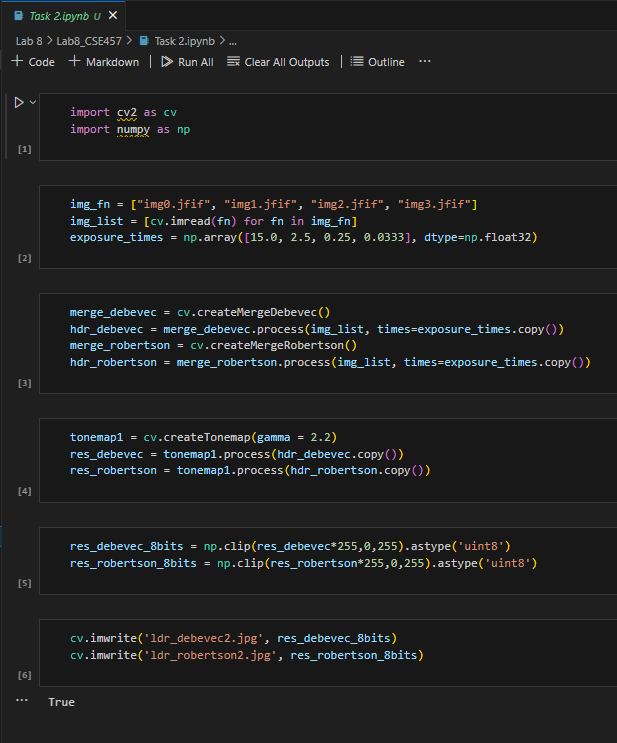 Task 2.ipynb U
Lab 8 > Lab8_CSE457 > Task 2.ipynb > ...
+ Code + Markdown | Run All Clear All Outputs | Outline ...
import cv2 as cv
import numpy as np
[1]
img_fn = ["img0.jfif", "img1.jfif", "img2.jfif", "img3.jfif"]
img_list = [cv.imread(fn) for fn in img_fn]
exposure_times = np.array([15.0, 2.5, 0.25, 0.0333], dtype=np.float32)
[2]
merge_debevec = cv.createMergeDebevec()
hdr_debevec = merge_debevec.process(img_list, times=exposure_times.copy())
merge_robertson = cv.createMergeRobertson()
hdr_robertson = merge_robertson.process(img_list, times=exposure_times.copy())
[3]
tonemap1 = cv.createTonemap(gamma = 2.2)
res_debevec = tonemap1.process(hdr_debevec.copy())
res_robertson = tonemap1.process(hdr_robertson.copy())
[4]
res_debevec_8bits = np.clip(res_debevec*255,0,255).astype('uint8')
res_robertson_8bits = np.clip(res_robertson*255,0,255).astype('uint8')
[5]
cv.imwrite('ldr_debevec2.jpg', res_debevec_8bits)
cv.imwrite('ldr_robertson2.jpg', res_robertson_8bits)
[6]
... True